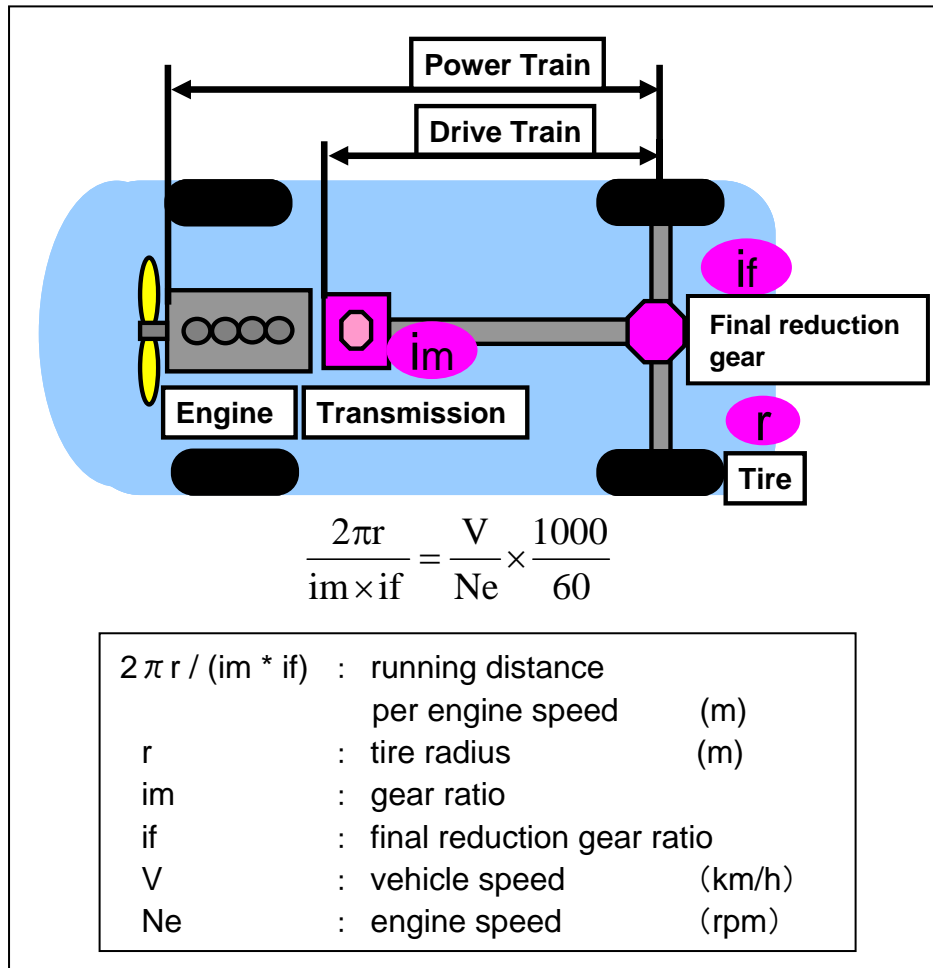 Power Train
Drive Train
if
Final reduction
gear
im
Engine
Transmission
r
Tire
2πr / (im × if) = V / Ne × 1000 / 60
2πr / (im * if) : running distance
per engine speed (m)
r : tire radius (m)
im : gear ratio
if : final reduction gear ratio
V : vehicle speed (km/h)
Ne : engine speed (rpm)